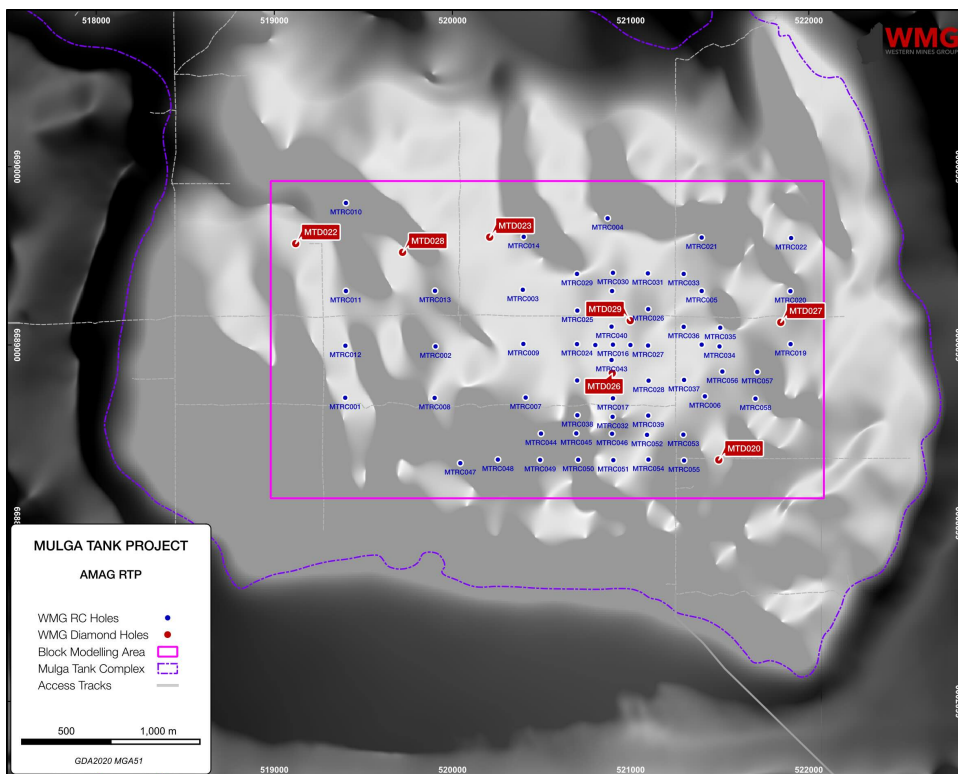 518000
519000
520000
521000
522000
WMG
WESTERN MINES GROUP
6990000
MTRC010
MTD022
MTD028
MTD023
MTRC014
MTRC004
MTRC021
MTRC022
MTRC029
MTRC030
MTRC031
MTRC033
MTRC011
MTRC013
MTRC003
MTRC005
MTRC020
MTRC025
MTD029
MTRC026
MTD027
MTRC040
MTRC036
MTRC035
6989000
MTRC012
MTRC002
MTRC009
MTRC024
MTRC016
MTRC027
MTRC034
MTRC019
MTRC043
MTD026
MTRC028
MTRC037
MTRC056
MTRC057
MTRC001
MTRC008
MTRC007
MTRC017
MTRC006
MTRC058
MTRC038
MTRC032
MTRC039
MTRC044
MTRC045
MTRC046
MTRC052
MTRC053
MTD020
MTRC047
MTRC048
MTRC049
MTRC050
MTRC051
MTRC054
MTRC055
MULGA TANK PROJECT
AMAG RTP
WMG RC Holes
WMG Diamond Holes
Block Modelling Area
Mulga Tank Complex
Access Tracks
500
1,000 m
GDA2020 MGA51
519000
520000
521000
522000